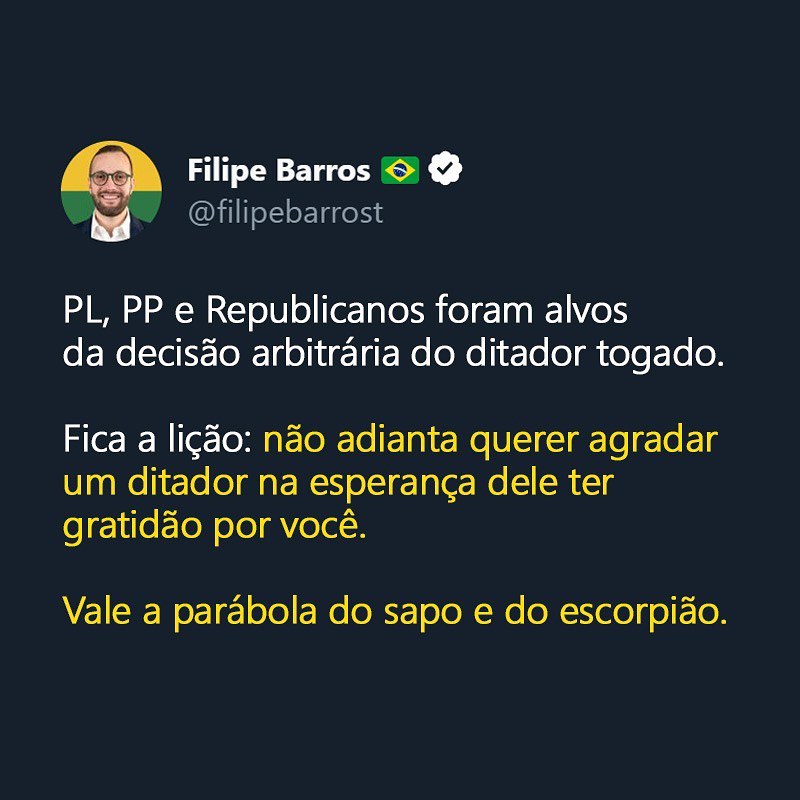 Filipe Barros 🇧🇷
@filipebarrost
PL, PP e Republicanos foram alvos
da decisão arbitrária do ditador togado.
Fica a lição: não adianta querer agradar
um ditador na esperança dele ter
gratidão por você.
Vale a parábola do sapo e do escorpião.